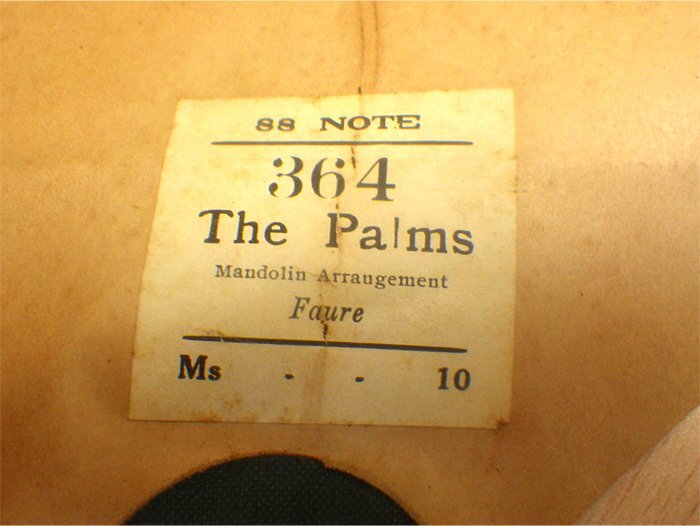 88 NOTE
364
The Palms
Mandolin Arraugement
Faure
Ms - - 10